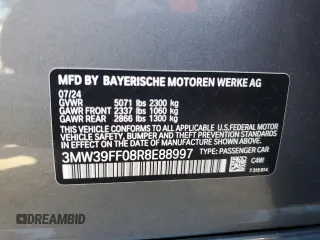 MFD BY BAYERISCHE MOTOREN WERKE AG
07/24
GVWR 5071 lbs 2300 kg
GAWR FRONT 2337 lbs 1060 kg
GAWR REAR 2866 lbs 1300 kg
THIS VEHICLE CONFORMS TO ALL APPLICABLE
U.S. FEDERAL MOTOR VEHICLE SAFETY,
BUMPER, AND THEFT PREVENTION STANDARDS IN EFFECT
ON THE DATE OF MANUFACTURE SHOWN ABOVE.
3MW39FF08R8E88997 TYPE: PASSENGER CAR
C4W
DREAMBID